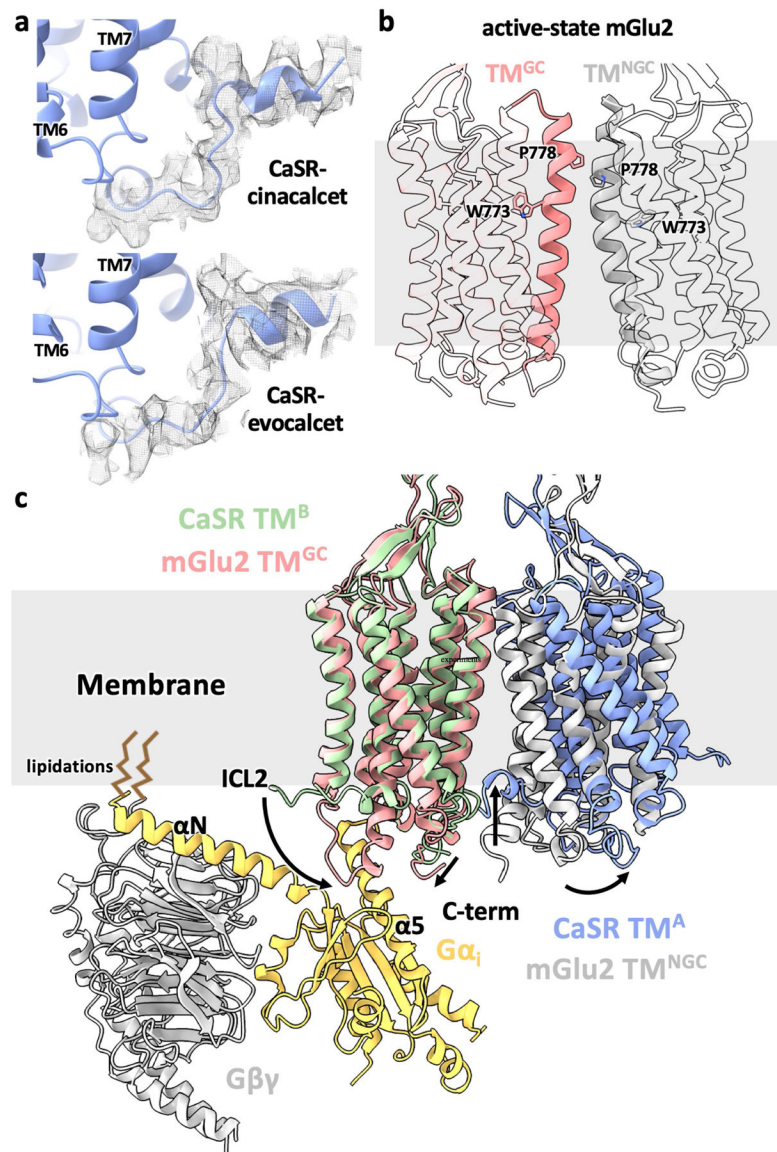 a
TM7
TM6
CaSR-
cinacalcet
TM7
TM6
CaSR-
evocalcet
b
active-state mGlu2
TMGC
TMNGC
P778
P778
W773
W773
c
CaSR TMB
mGlu2 TMGC
experiments
Membrane
lipidations
ICL2
αN
α5
C-term
Gαi
CaSR TMA
mGlu2 TMNGC
Gβγ